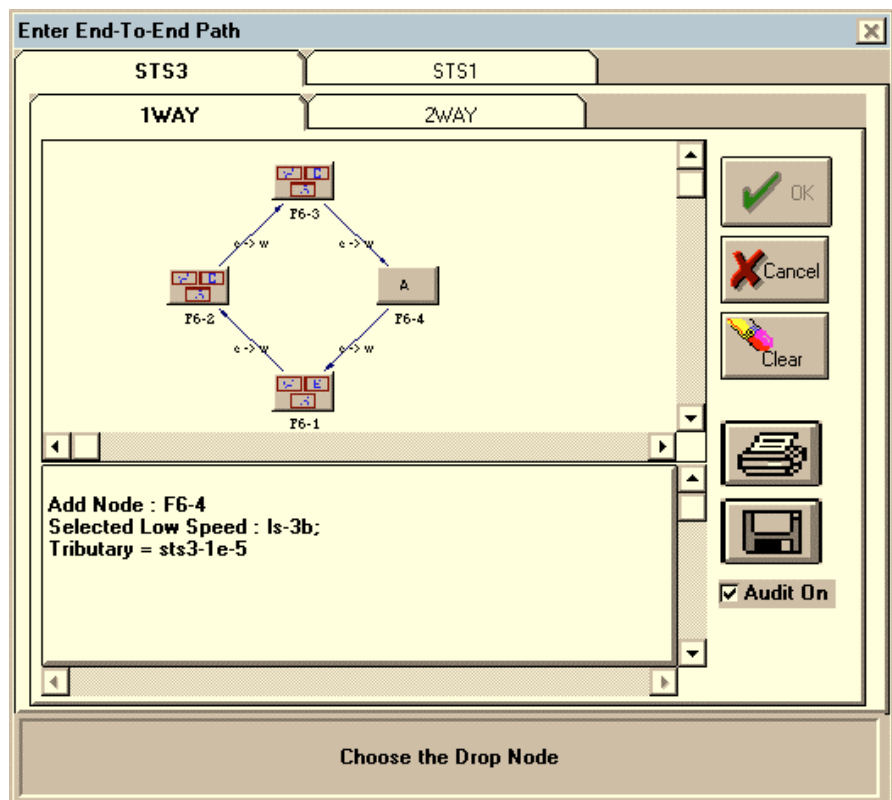 Enter End-To-End Path
STS3
STS1
1WAY
2WAY
F6-3
e -> w
e -> w
A
F6-2
F6-4
e -> w
e -> w
W E
F6-1
OK
Cancel
Clear
Add Node : F6-4
Selected Low Speed : ls-3b;
Tributary = sts3-1e-5
Audit On
Choose the Drop Node